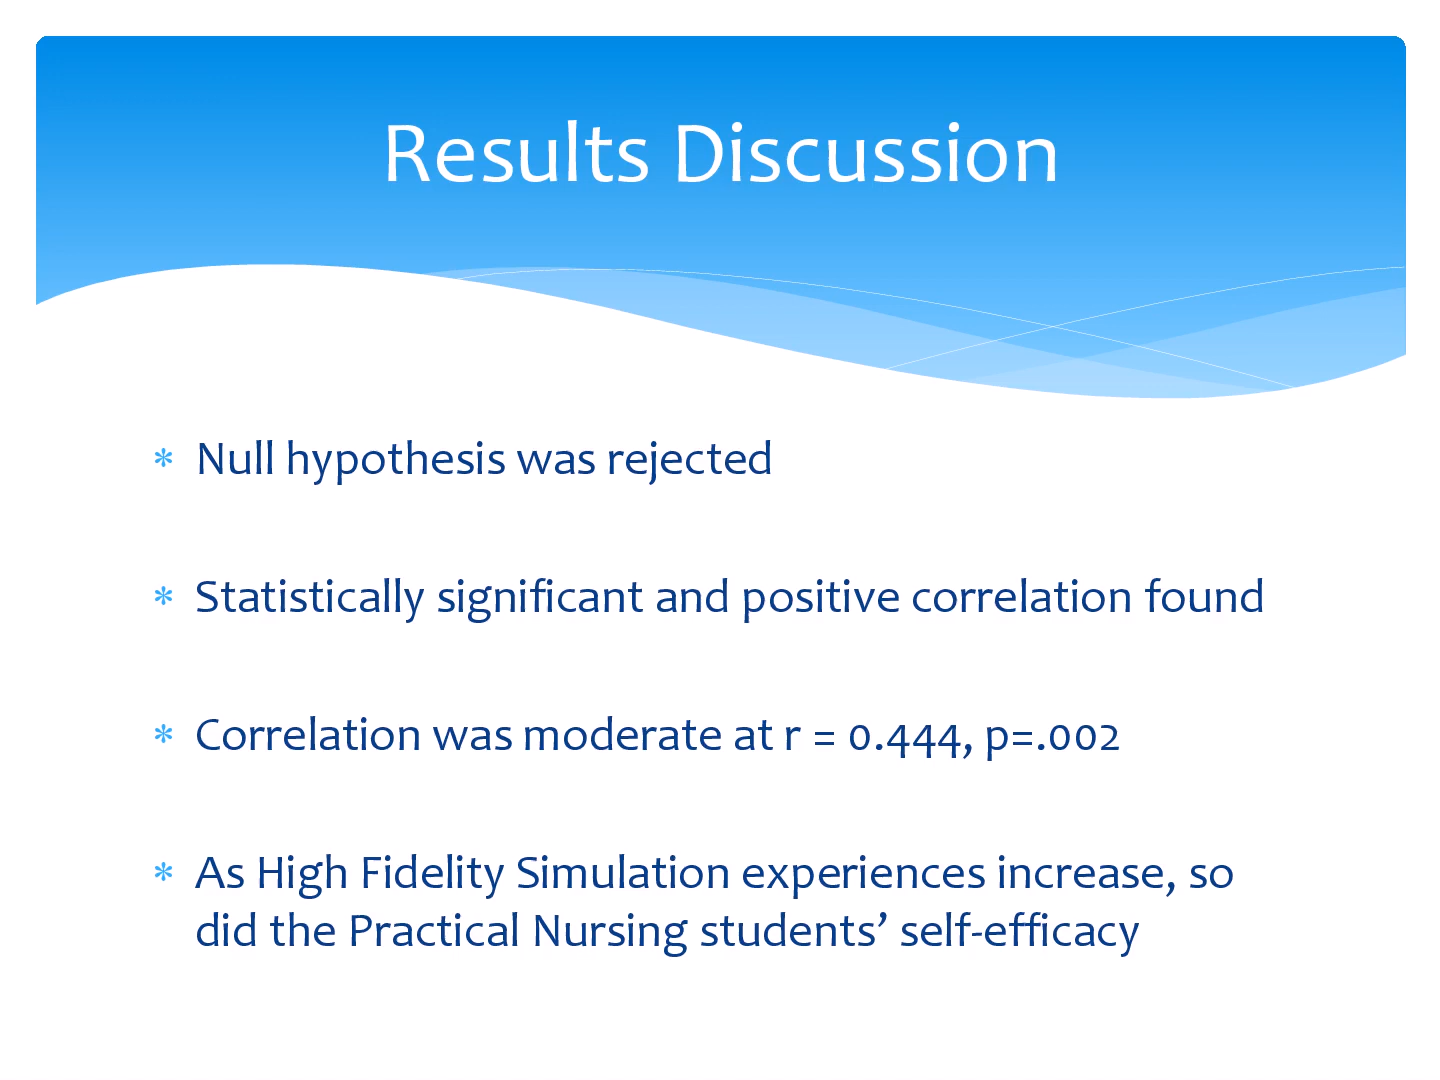 Results Discussion
* Null hypothesis was rejected
* Statistically significant and positive correlation found
* Correlation was moderate at r = 0.444, p=.002
* As High Fidelity Simulation experiences increase, so
did the Practical Nursing students’ self-efficacy